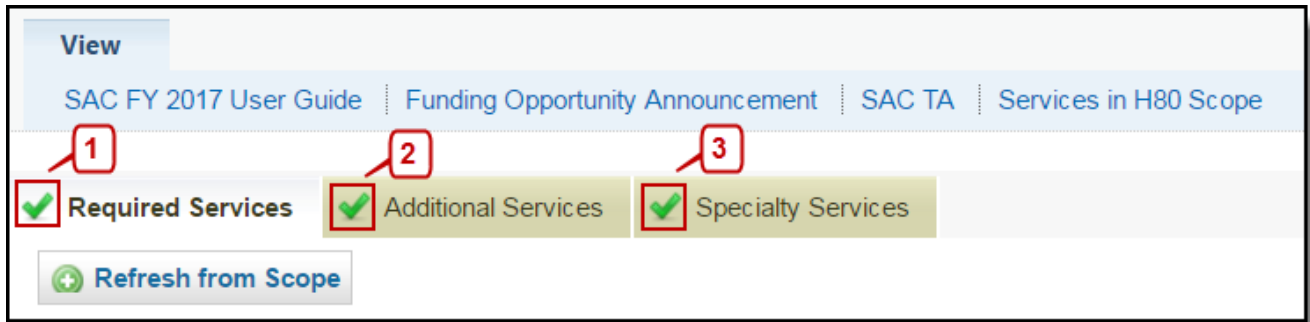 View
SAC FY 2017 User Guide Funding Opportunity Announcement SAC TA Services in H80 Scope
1 2 3
Required Services Additional Services Specialty Services
Refresh from Scope